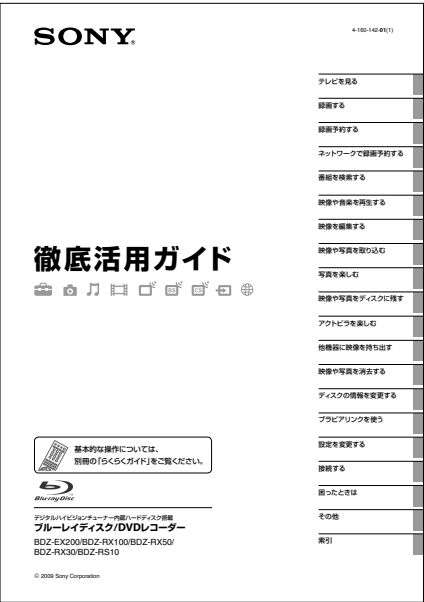 SONY
4-160-142-01(1)
テレビを見る
録画する
録画予約する
ネットワークで録画予約する
番組を検索する
映像や音楽を再生する
映像を編集する
映像や写真を取り込む
写真を楽しむ
映像や写真をディスクに残す
アクトビラを楽しむ
他機器に映像を持ち出す
映像や写真を消去する
ディスクの情報を変更する
ブラビアリンクを使う
設定を変更する
接続する
困ったときは
その他
索引
徹底活用ガイド
BS
CS
基本的な操作については、
別冊の「らくらくガイド」をご覧ください。
Blu-ray Disc
デジタルハイビジョンチューナー内蔵ハードディスク搭載
ブルーレイディスク/DVDレコーダー
BDZ-EX200/BDZ-RX100/BDZ-RX50/
BDZ-RX30/BDZ-RS10
© 2009 Sony Corporation